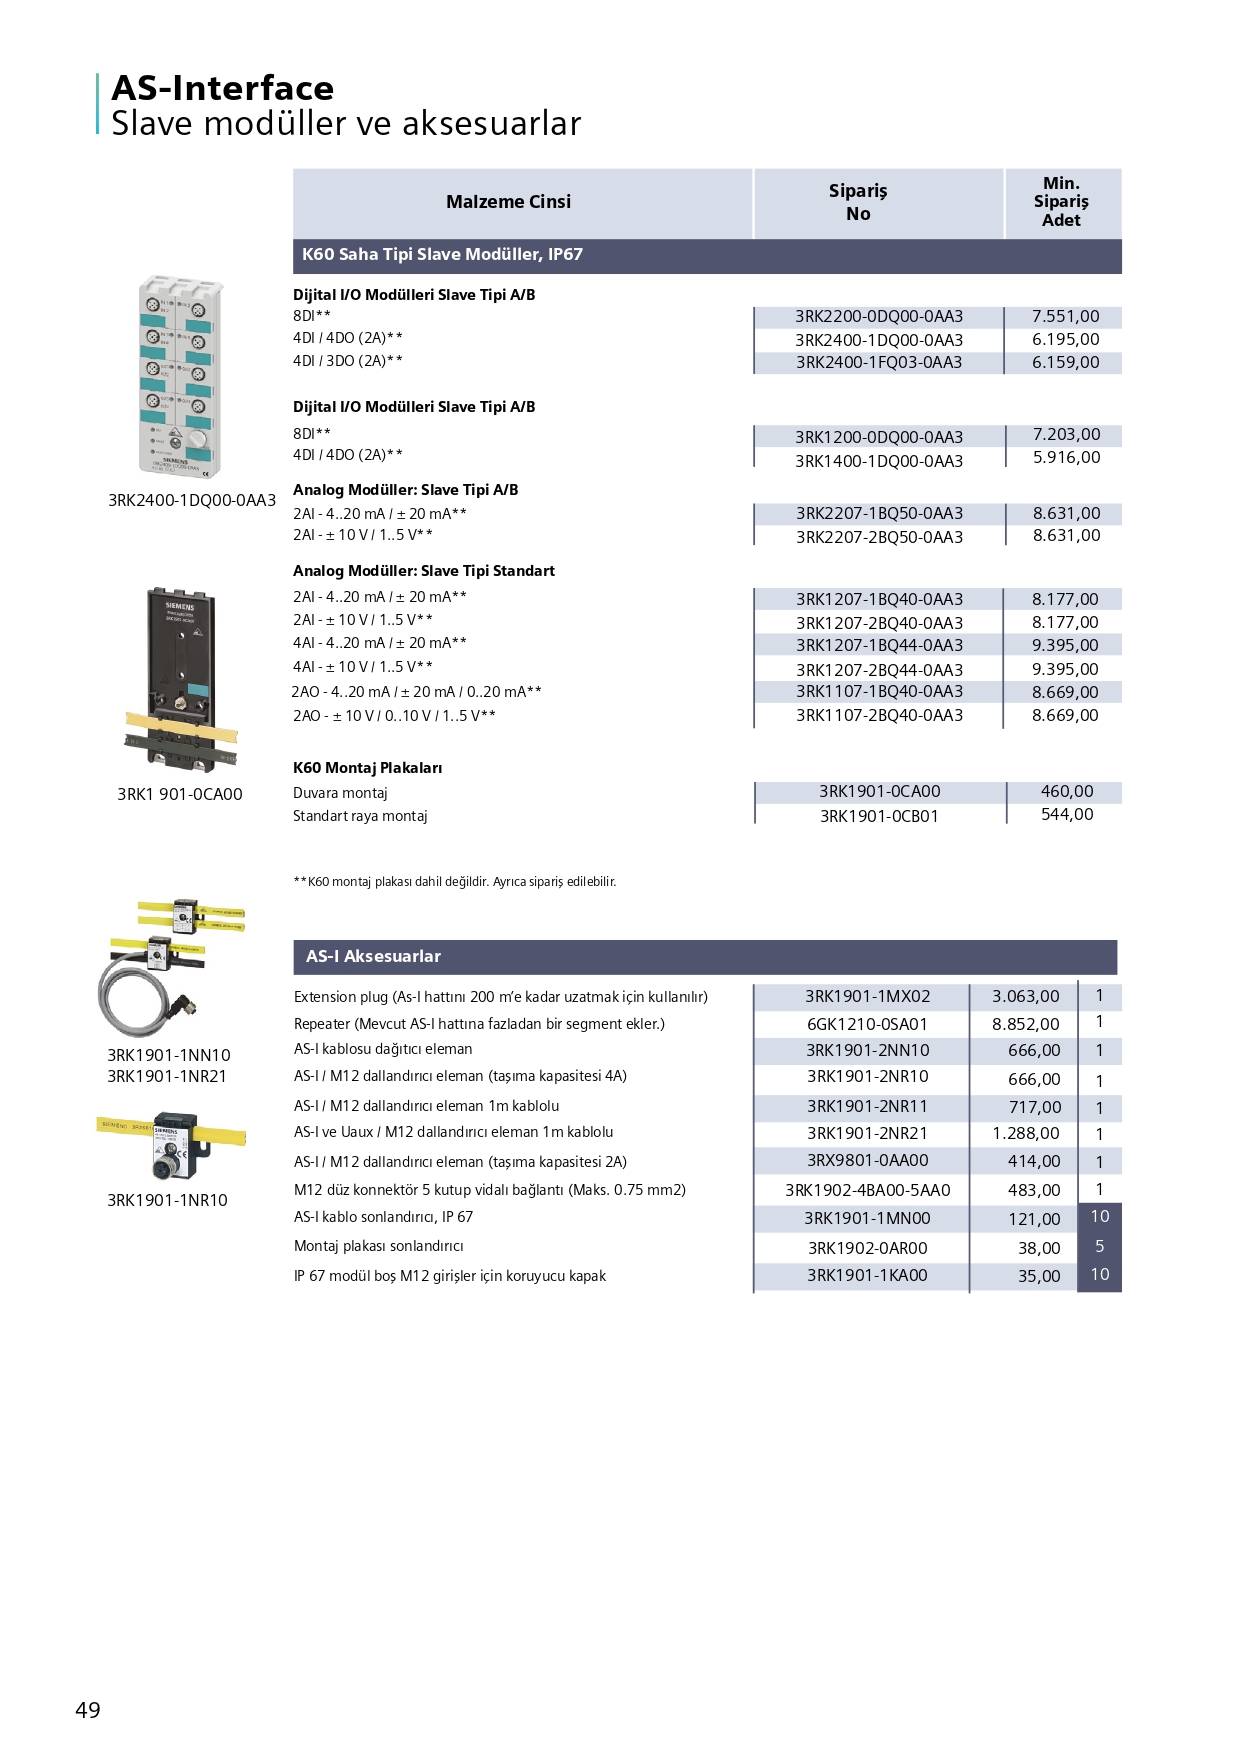 AS-Interface
Slave modüller ve aksesuarlar
Malzeme Cinsi
Sipariş
No
Min.
Sipariş
Adet
K60 Saha Tipi Slave Modüller, IP67
Dijital I/O Modülleri Slave Tipi A/B
8DI** 3RK2200-0DQ00-0AA3 7.551,00
4DI / 4DO (2A)** 3RK2400-1DQ00-0AA3 6.195,00
4DI / 3DO (2A)** 3RK2400-1FQ03-0AA3 6.159,00
Dijital I/O Modülleri Slave Tipi A/B
8DI** 3RK1200-0DQ00-0AA3 7.203,00
4DI / 4DO (2A)** 3RK1400-1DQ00-0AA3 5.916,00
3RK2400-1DQ00-0AA3
Analog Modüller: Slave Tipi A/B
2AI - 4..20 mA / ± 20 mA** 3RK2207-1BQ50-0AA3 8.631,00
2AI - ± 10 V / 1..5 V** 3RK2207-2BQ50-0AA3 8.631,00
Analog Modüller: Slave Tipi Standart
2AI - 4..20 mA / ± 20 mA** 3RK1207-1BQ40-0AA3 8.177,00
2AI - ± 10 V / 1..5 V** 3RK1207-2BQ40-0AA3 8.177,00
4AI - 4..20 mA / ± 20 mA** 3RK1207-1BQ44-0AA3 9.395,00
4AI - ± 10 V / 1..5 V** 3RK1207-2BQ44-0AA3 9.395,00
2AO - 4..20 mA / ± 20 mA / 0..20 mA** 3RK1107-1BQ40-0AA3 8.669,00
2AO - ± 10 V / 0..10 V / 1..5 V** 3RK1107-2BQ40-0AA3 8.669,00
SIEMENS
SIEMENS
K60 Montaj Plakaları
Duvara montaj 3RK1901-0CA00 460,00
Standart raya montaj 3RK1901-0CB01 544,00
3RK1 901-0CA00
**K60 montaj plakası dahil değildir. Ayrıca sipariş edilebilir.
AS-I Aksesuarlar
Extension plug (As-I hattını 200 m’e kadar uzatmak için kullanılır) 3RK1901-1MX02 3.063,00 1
Repeater (Mevcut AS-I hattına fazladan bir segment ekler.) 6GK1210-0SA01 8.852,00 1
AS-I kablosu dağıtıcı eleman 3RK1901-2NN10 666,00 1
AS-I / M12 dallandırıcı eleman (taşıma kapasitesi 4A) 3RK1901-2NR10 666,00 1
AS-I / M12 dallandırıcı eleman 1m kablolu 3RK1901-2NR11 717,00 1
AS-I ve Uaux / M12 dallandırıcı eleman 1m kablolu 3RK1901-2NR21 1.288,00 1
AS-I / M12 dallandırıcı eleman (taşıma kapasitesi 2A) 3RX9801-0AA00 414,00 1
M12 düz konnektör 5 kutup vidalı bağlantı (Maks. 0.75 mm2) 3RK1902-4BA00-5AA0 483,00 1
AS-I kablo sonlandırıcı, IP 67 3RK1901-1MN00 121,00 10
Montaj plakası sonlandırıcı 3RK1902-0AR00 38,00 5
IP 67 modül boş M12 girişler için koruyucu kapak 3RK1901-1KA00 35,00 10
3RK1901-1NN10
3RK1901-1NR21
SIEMENS
3RK1901-1NR10
49